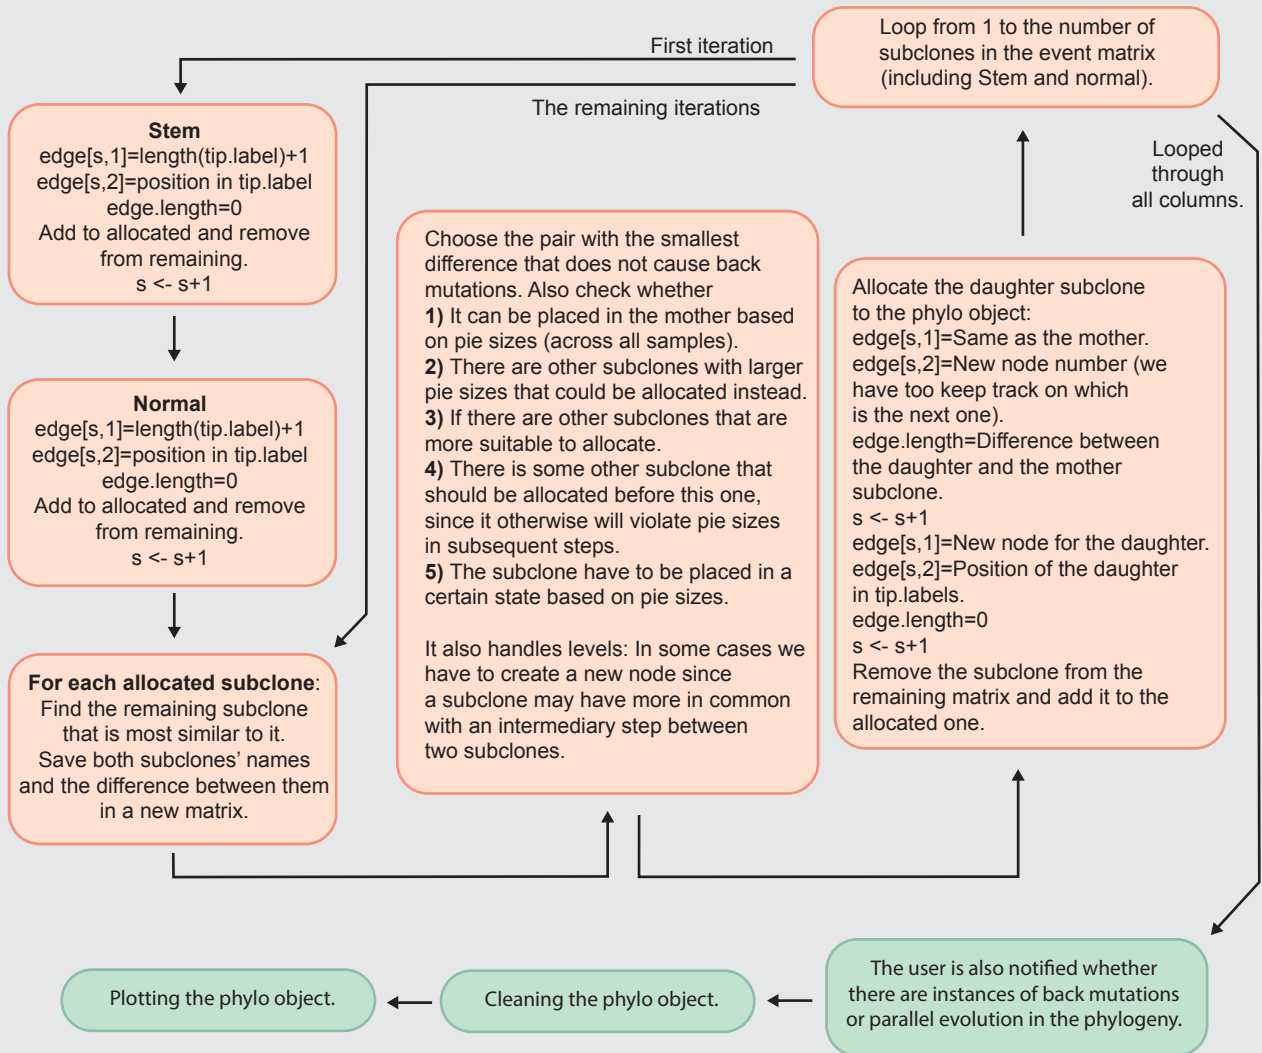 Loop from 1 to the number of
subclones in the event matrix
(including Stem and normal).
First iteration
The remaining iterations
Looped
through
all columns.
Stem
edge[s,1]=length(tip.label)+1
edge[s,2]=position in tip.label
edge.length=0
Add to allocated and remove
from remaining.
s <- s+1
Normal
edge[s,1]=length(tip.label)+1
edge[s,2]=position in tip.label
edge.length=0
Add to allocated and remove
from remaining.
s <- s+1
For each allocated subclone:
Find the remaining subclone
that is most similar to it.
Save both subclones' names
and the difference between them
in a new matrix.
Choose the pair with the smallest
difference that does not cause back
mutations. Also check whether
1) It can be placed in the mother based
on pie sizes (across all samples).
2) There are other subclones with larger
pie sizes that could be allocated instead.
3) If there are other subclones that are
more suitable to allocate.
4) There is some other subclone that
should be allocated before this one,
since it otherwise will violate pie sizes
in subsequent steps.
5) The subclone have to be placed in a
certain state based on pie sizes.
It also handles levels: In some cases we
have to create a new node since
a subclone may have more in common
with an intermediary step between
two subclones.
Allocate the daughter subclone
to the phylo object:
edge[s,1]=Same as the mother.
edge[s,2]=New node number (we
have too keep track on which
is the next one).
edge.length=Difference between
the daughter and the mother
subclone.
s <- s+1
edge[s,1]=New node for the daughter.
edge[s,2]=Position of the daughter
in tip.labels.
edge.length=0
s <- s+1
Remove the subclone from the
remaining matrix and add it to the
allocated one.
The user is also notified whether
there are instances of back mutations
or parallel evolution in the phylogeny.
Cleaning the phylo object.
Plotting the phylo object.